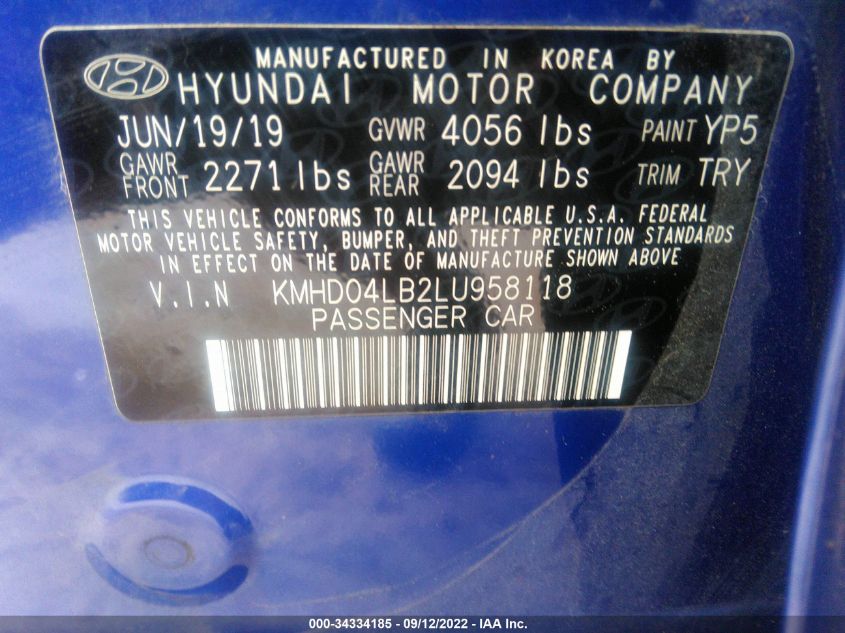 MANUFACTURED IN KOREA BY
HYUNDAI MOTOR COMPANY
JUN/19/19 GVWR 4056 lbs PAINT YP5
GAWR FRONT 2271 lbs GAWR REAR 2094 lbs TRIM TRY
THIS VEHICLE CONFORMS TO ALL APPLICABLE U.S.A. FEDERAL
MOTOR VEHICLE SAFETY, BUMPER, AND THEFT PREVENTION STANDARDS
IN EFFECT ON THE DATE OF MANUFACTURE SHOWN ABOVE
V.I.N KMHD04LB2LU958118
PASSENGER CAR
000-34334185 - 09/12/2022 - IAA Inc.